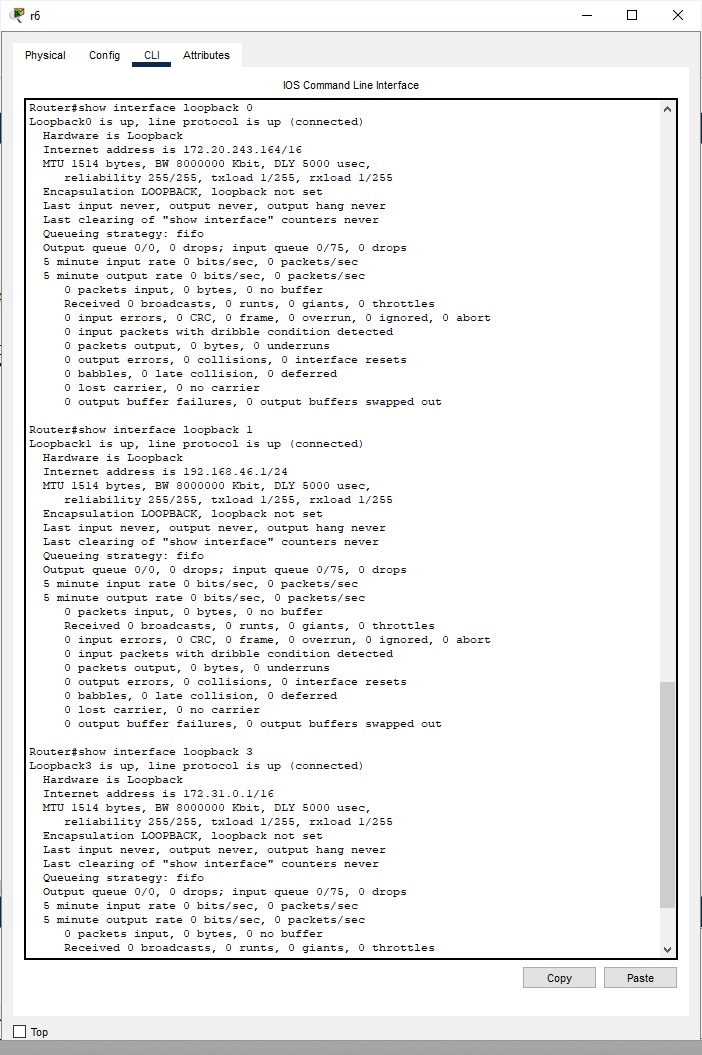 r6
Physical Config CLI Attributes
IOS Command Line Interface
Router#show interface loopback 0
Loopback0 is up, line protocol is up (connected)
Hardware is Loopback
Internet address is 172.20.243.164/16
MTU 1514 bytes, BW 8000000 Kbit, DLY 5000 usec,
reliability 255/255, txload 1/255, rxload 1/255
Encapsulation LOOPBACK, loopback not set
Last input never, output never, output hang never
Last clearing of "show interface" counters never
Queueing strategy: fifo
Output queue 0/0, 0 drops; input queue 0/75, 0 drops
5 minute input rate 0 bits/sec, 0 packets/sec
5 minute output rate 0 bits/sec, 0 packets/sec
0 packets input, 0 bytes, 0 no buffer
Received 0 broadcasts, 0 runts, 0 giants, 0 throttles
0 input errors, 0 CRC, 0 frame, 0 overrun, 0 ignored, 0 abort
0 input packets with dribble condition detected
0 packets output, 0 bytes, 0 underruns
0 output errors, 0 collisions, 0 interface resets
0 babbles, 0 late collision, 0 deferred
0 lost carrier, 0 no carrier
0 output buffer failures, 0 output buffers swapped out
Router#show interface loopback 1
Loopback1 is up, line protocol is up (connected)
Hardware is Loopback
Internet address is 192.168.46.1/24
MTU 1514 bytes, BW 8000000 Kbit, DLY 5000 usec,
reliability 255/255, txload 1/255, rxload 1/255
Encapsulation LOOPBACK, loopback not set
Last input never, output never, output hang never
Last clearing of "show interface" counters never
Queueing strategy: fifo
Output queue 0/0, 0 drops; input queue 0/75, 0 drops
5 minute input rate 0 bits/sec, 0 packets/sec
5 minute output rate 0 bits/sec, 0 packets/sec
0 packets input, 0 bytes, 0 no buffer
Received 0 broadcasts, 0 runts, 0 giants, 0 throttles
0 input errors, 0 CRC, 0 frame, 0 overrun, 0 ignored, 0 abort
0 input packets with dribble condition detected
0 packets output, 0 bytes, 0 underruns
0 output errors, 0 collisions, 0 interface resets
0 babbles, 0 late collision, 0 deferred
0 lost carrier, 0 no carrier
0 output buffer failures, 0 output buffers swapped out
Router#show interface loopback 3
Loopback3 is up, line protocol is up (connected)
Hardware is Loopback
Internet address is 172.31.0.1/16
MTU 1514 bytes, BW 8000000 Kbit, DLY 5000 usec,
reliability 255/255, txload 1/255, rxload 1/255
Encapsulation LOOPBACK, loopback not set
Last input never, output never, output hang never
Last clearing of "show interface" counters never
Queueing strategy: fifo
Output queue 0/0, 0 drops; input queue 0/75, 0 drops
5 minute input rate 0 bits/sec, 0 packets/sec
5 minute output rate 0 bits/sec, 0 packets/sec
0 packets input, 0 bytes, 0 no buffer
Received 0 broadcasts, 0 runts, 0 giants, 0 throttles
Copy Paste
Top